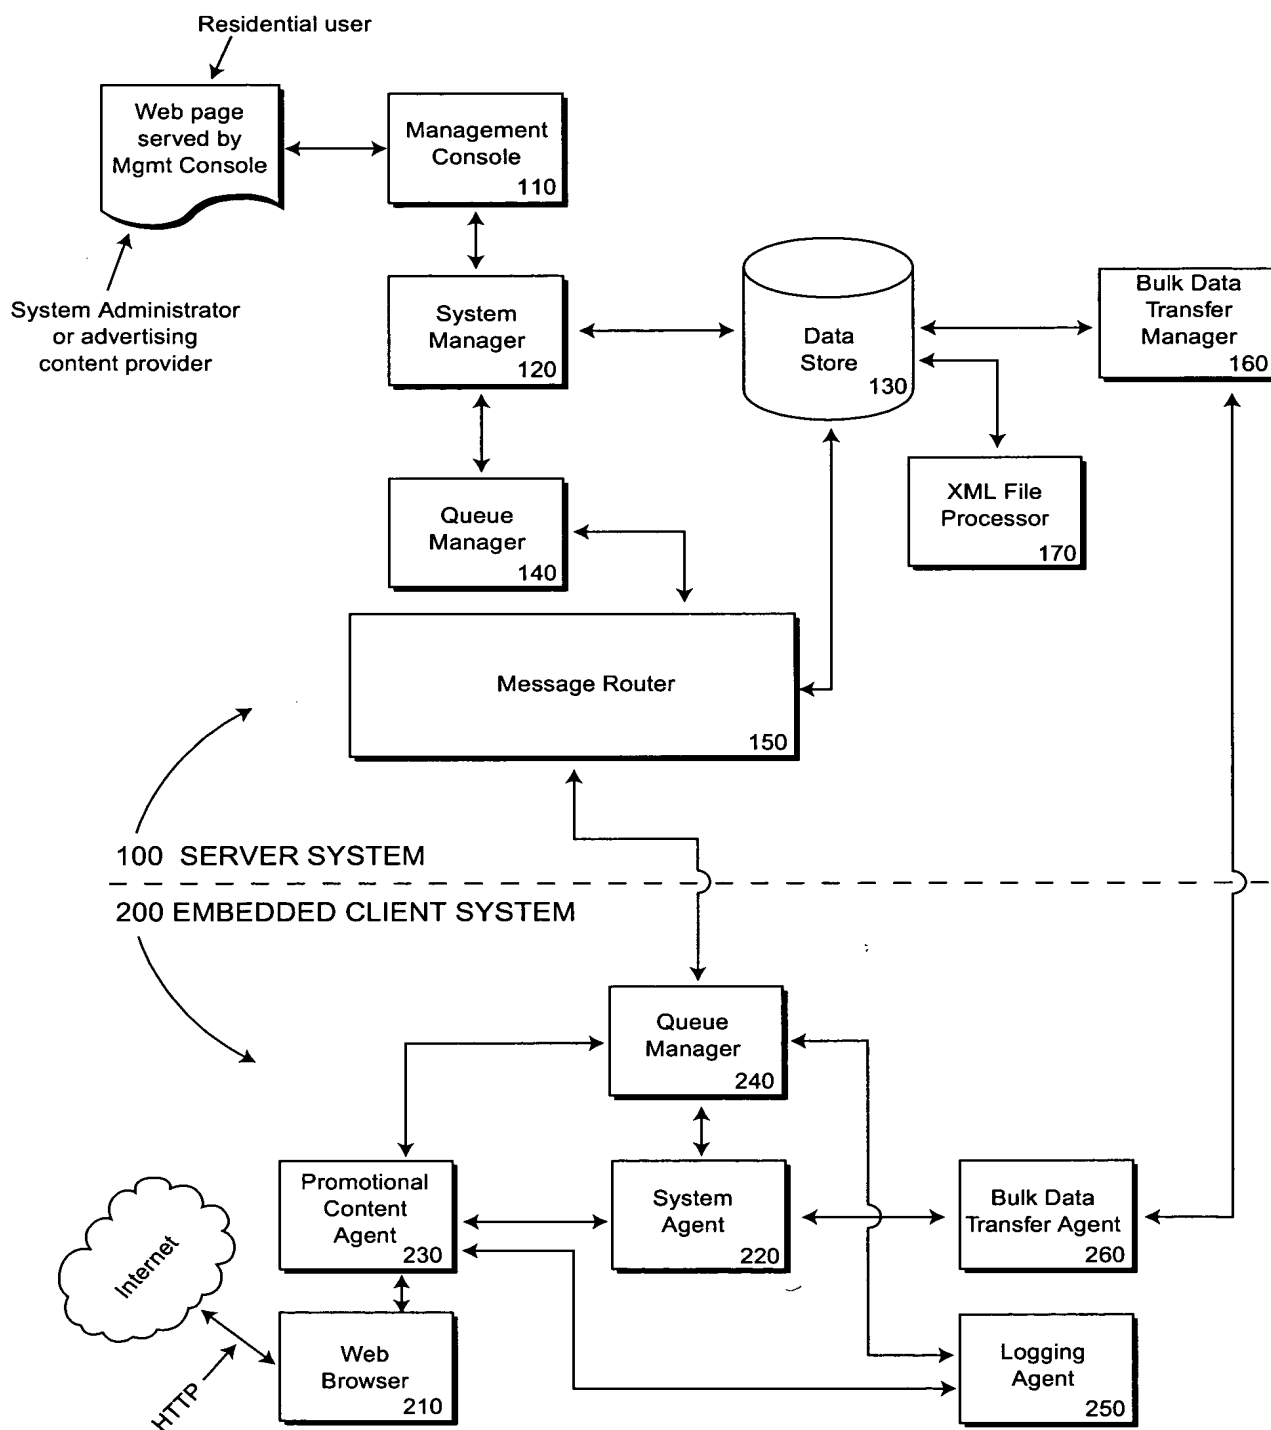 Residential user
Web page
served by
Mgmt Console
Management
Console
110
System Administrator
or advertising
content provider
System
Manager
120
Data
Store
130
Bulk Data
Transfer
Manager
160
Queue
Manager
140
XML File
Processor
170
Message Router
150
100 SERVER SYSTEM
200 EMBEDDED CLIENT SYSTEM
Queue
Manager
240
Promotional
Content
Agent
230
System
Agent
220
Bulk Data
Transfer Agent
260
Internet
HTTP
Web
Browser
210
Logging
Agent
250